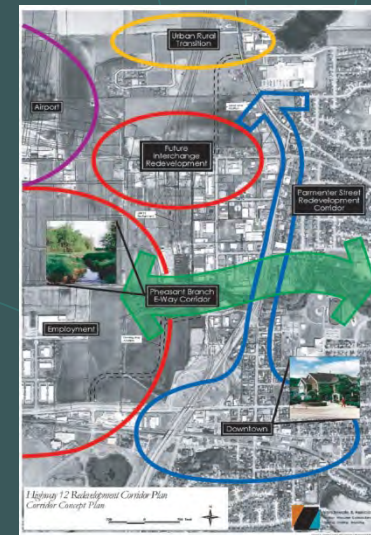 Urban Rural
Transition
Airport
Future
Interchange
Redevelopment
Parmenter Street
Redevelopment
Corridor
Pheasant Branch
E-Way Corridor
Employment
Downtown
Highway 12 Redevelopment Corridor Plan
Corridor Concept Plan